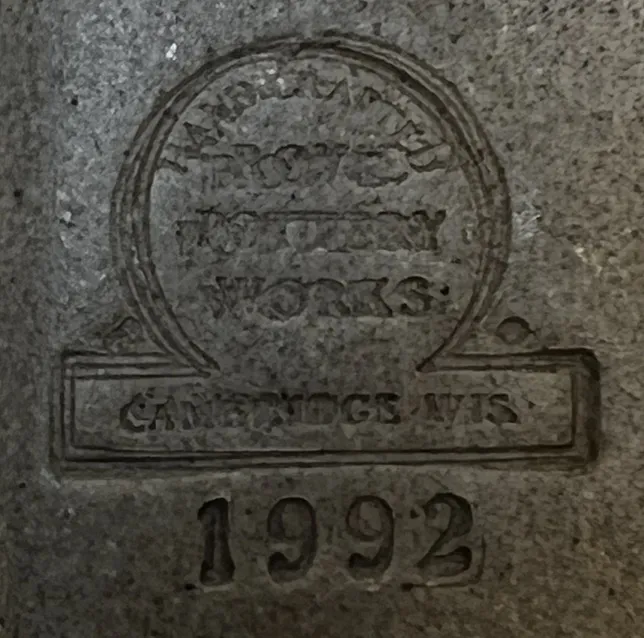 HANDCRAFTED
ROWE
POTTERY
WORKS
CAMBRIDGE WIS
1992